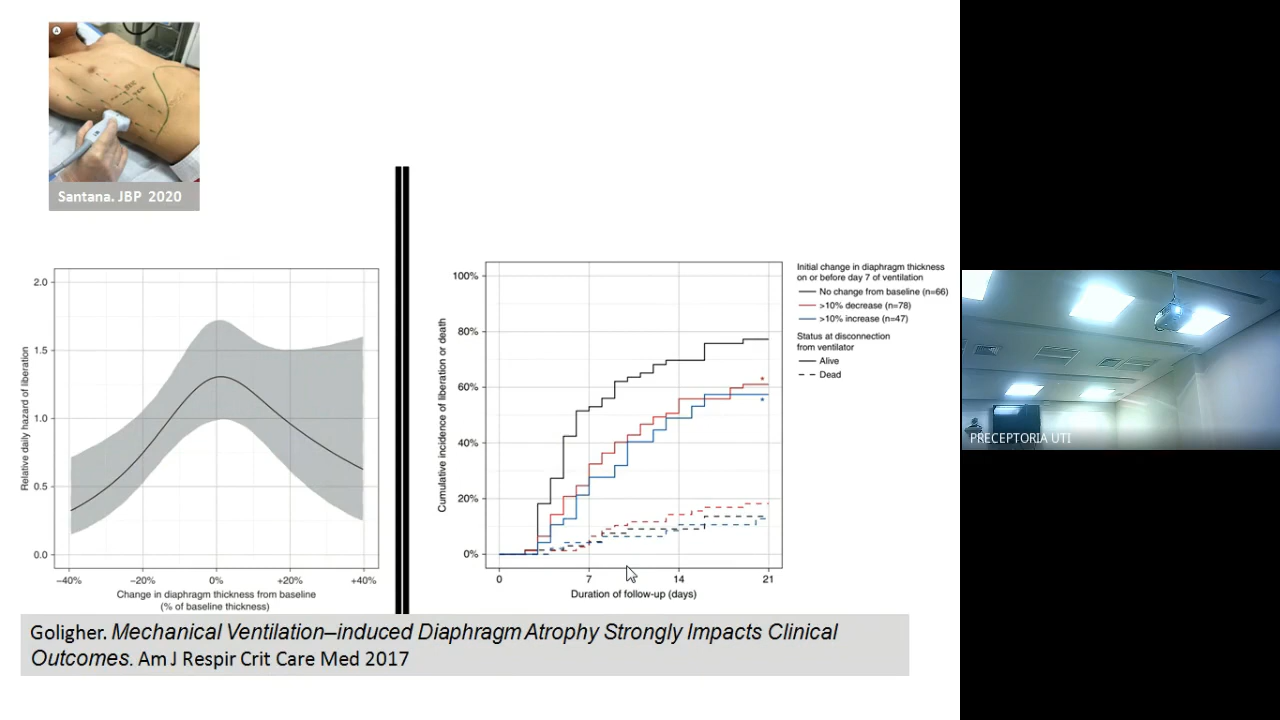 A
Santana. JBP 2020
2.0
1.5
1.0
0.5
0.0
Relative daily hazard of liberation
−40%
−20%
0%
+20%
+40%
Change in diaphragm thickness from baseline
(% of baseline thickness)
100%
80%
60%
40%
20%
0%
Cumulative incidence of liberation or death
*
*
0
7
14
21
Duration of follow-up (days)
Initial change in diaphragm thickness
on or before day 7 of ventilation
No change from baseline (n=66)
>10% decrease (n=78)
>10% increase (n=47)
Status at disconnection
from ventilator
Alive
Dead
Goligher. Mechanical Ventilation–induced Diaphragm Atrophy Strongly Impacts Clinical
Outcomes. Am J Respir Crit Care Med 2017
PRECEPTORIA UTI